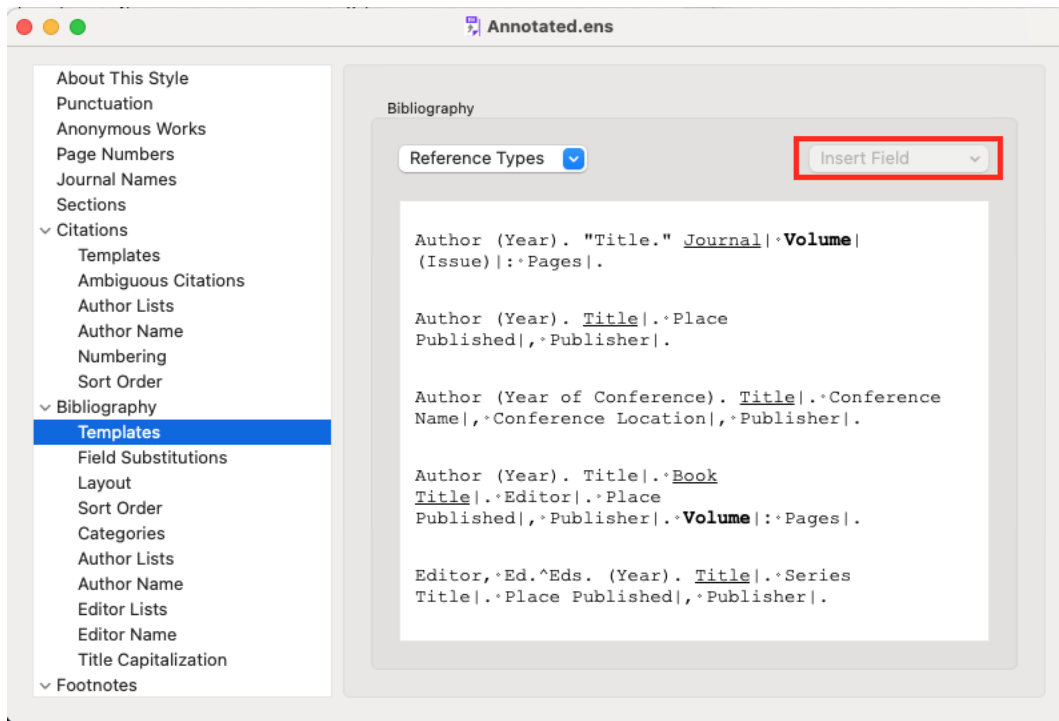 Annotated.ens
About This Style
Punctuation
Anonymous Works
Page Numbers
Journal Names
Sections
Citations
Templates
Ambiguous Citations
Author Lists
Author Name
Numbering
Sort Order
Bibliography
Templates
Field Substitutions
Layout
Sort Order
Categories
Author Lists
Author Name
Editor Lists
Editor Name
Title Capitalization
Footnotes
Bibliography
Reference Types
Insert Field
Author (Year). "Title." Journal|◦Volume|
(Issue)|:◦Pages|.
Author (Year). Title|.◦Place
Published|,◦Publisher|.
Author (Year of Conference). Title|.◦Conference
Name|,◦Conference Location|,◦Publisher|.
Author (Year). Title|.◦Book
Title|.◦Editor|.◦Place
Published|,◦Publisher|.◦Volume|:◦Pages|.
Editor,◦Ed.^Eds. (Year). Title|.◦Series
Title|.◦Place Published|,◦Publisher|.